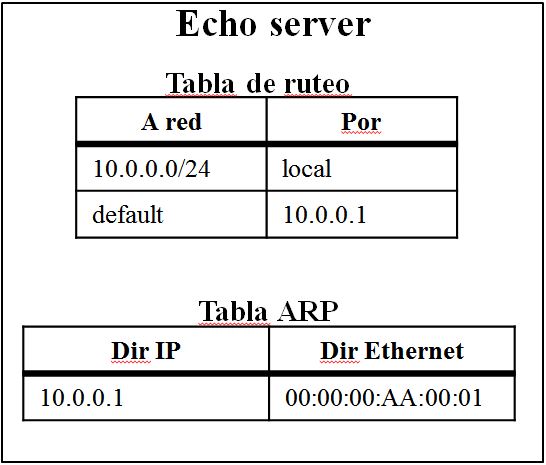 Echo server
Tabla de ruteo
A red Por
10.0.0.0/24 local
default 10.0.0.1
Tabla ARP
Dir IP Dir Ethernet
10.0.0.1 00:00:00:AA:00:01